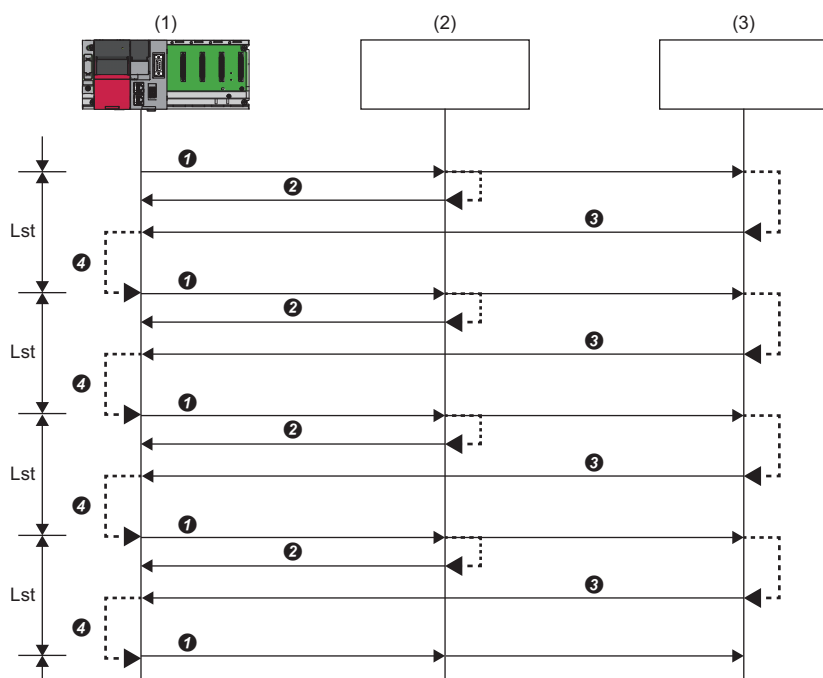 (1) (2) (3)
❶
❷
Lst ❸
❹ ❶
❷
Lst ❸
❹ ❶
❷
Lst ❸
❹ ❶
❷
Lst ❸
❹ ❶